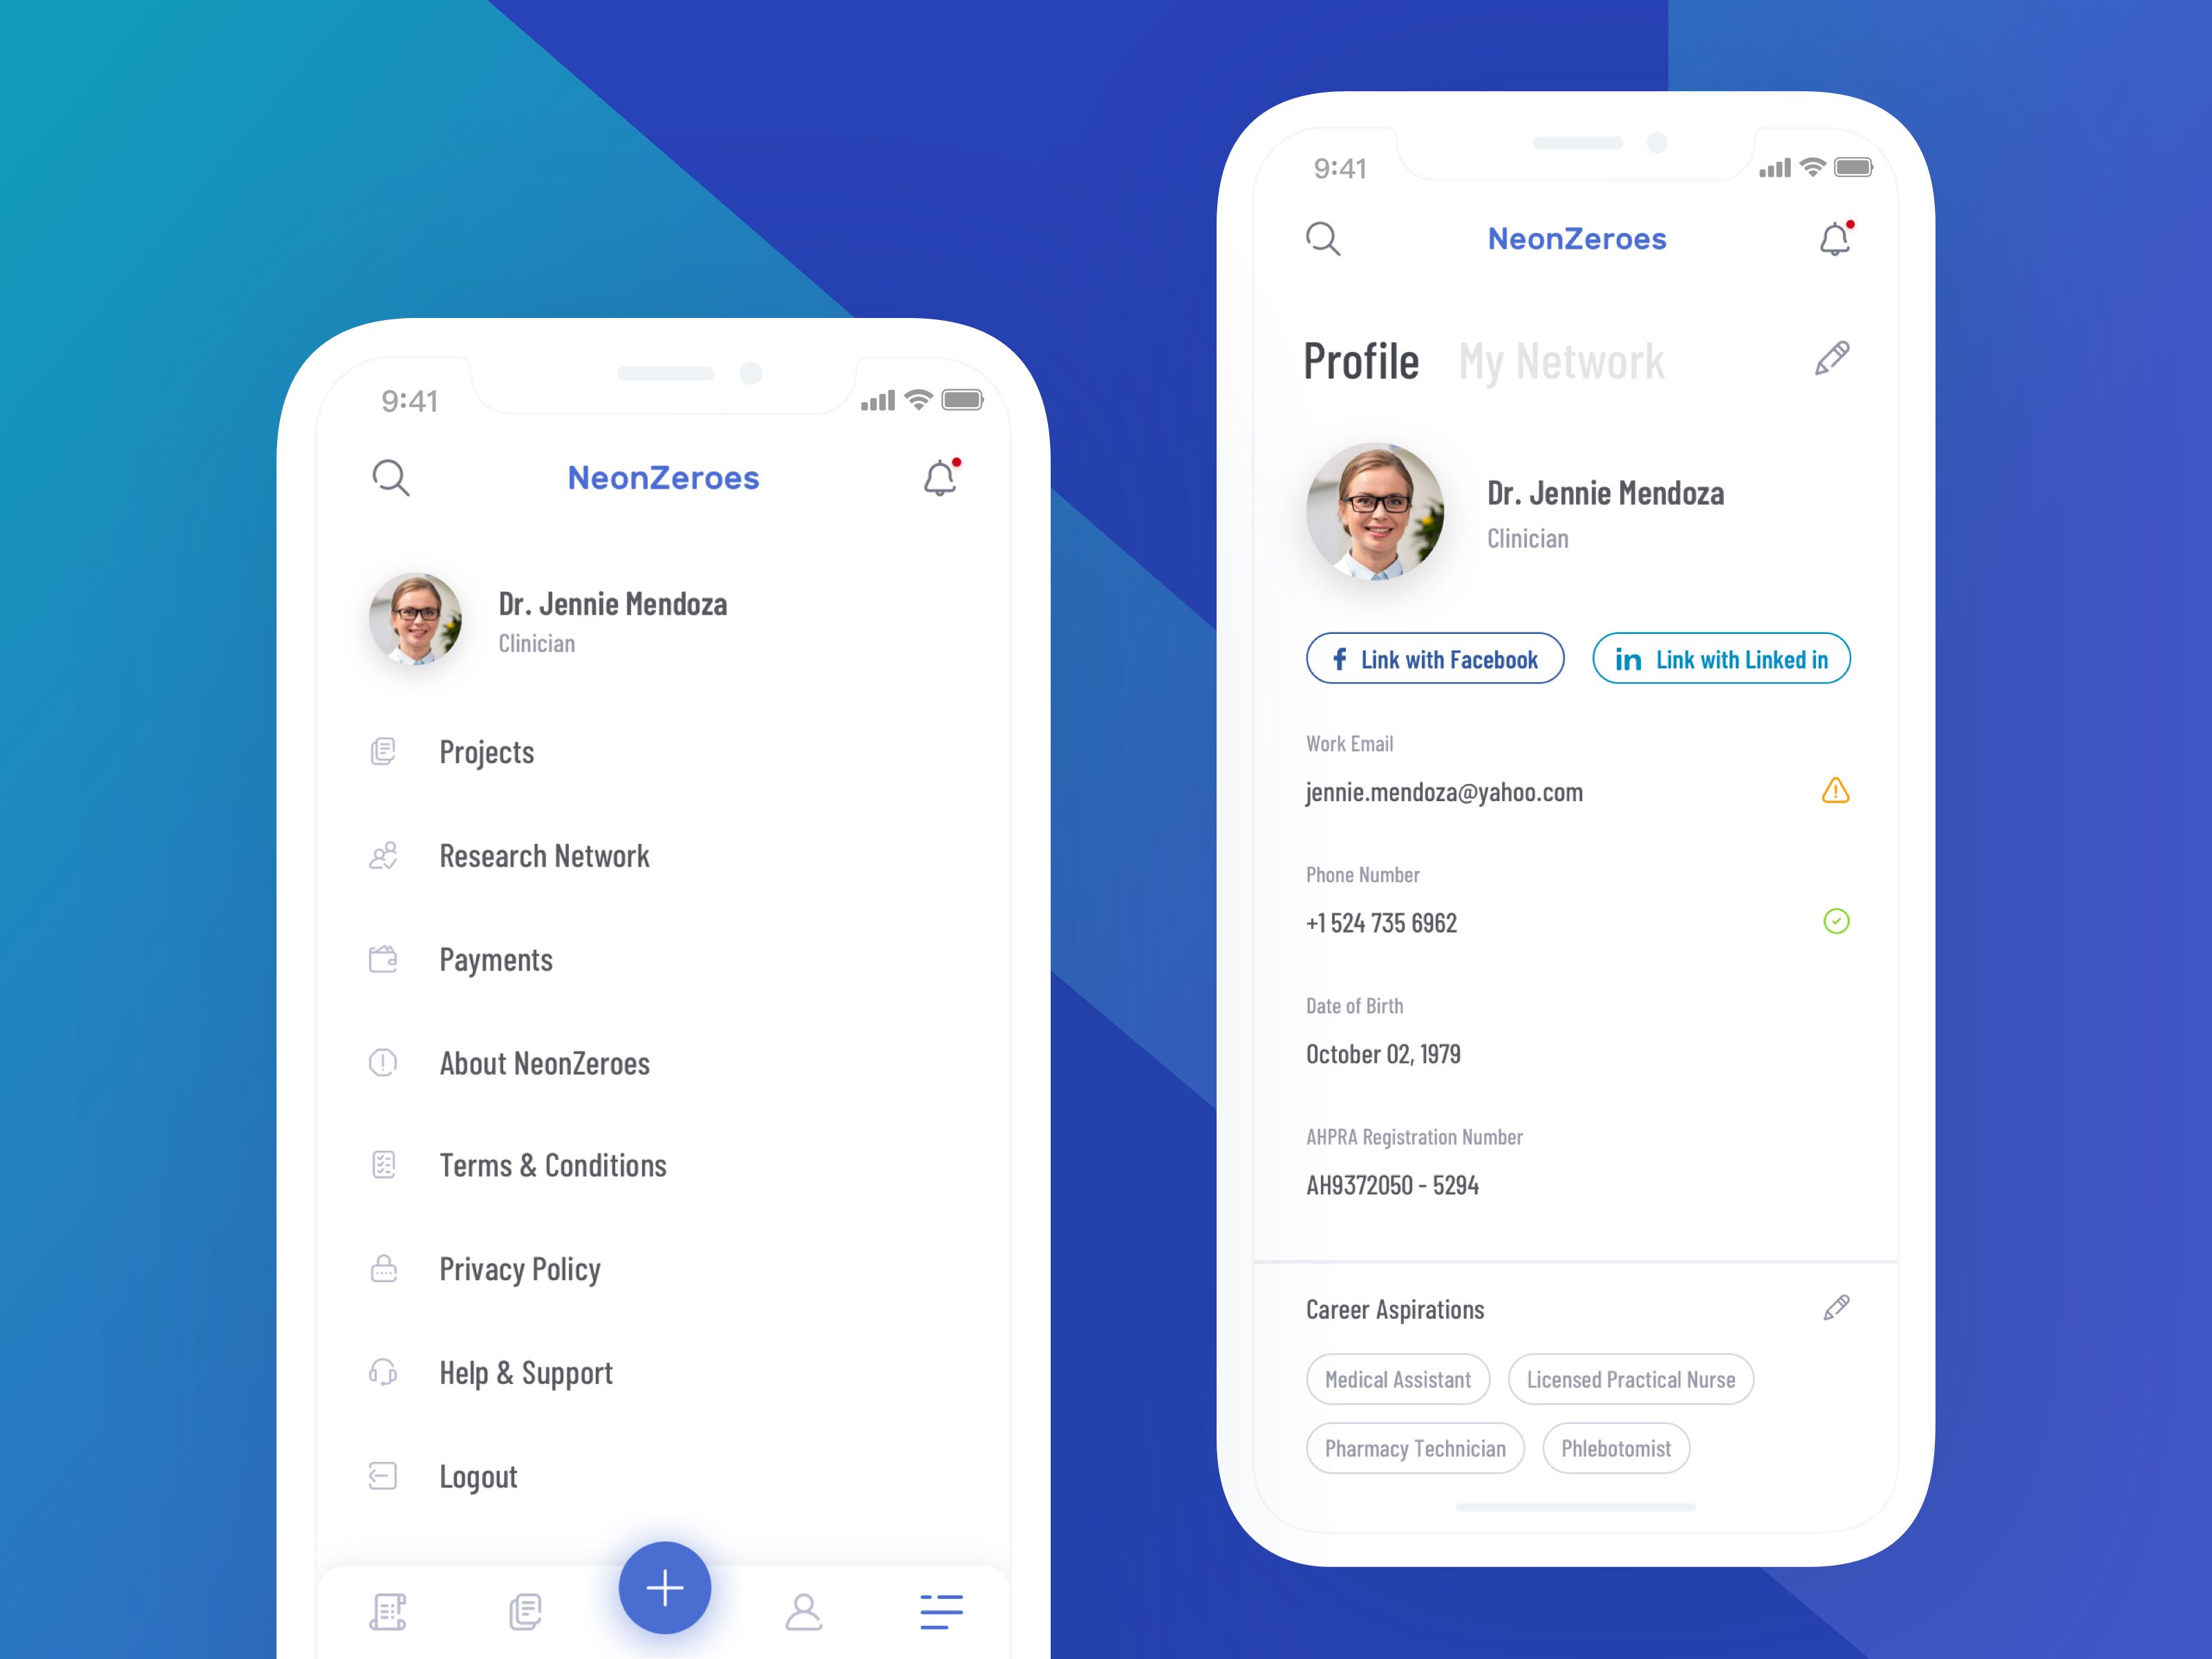 9:41
NeonZeroes
Dr. Jennie Mendoza
Clinician
Projects
Research Network
Payments
About NeonZeroes
Terms & Conditions
Privacy Policy
Help & Support
Logout
9:41
NeonZeroes
Profile My Network
Dr. Jennie Mendoza
Clinician
f Link with Facebook in Link with Linked in
Work Email
jennie.mendoza@yahoo.com
Phone Number
+1 524 735 6962
Date of Birth
October 02, 1979
AHPRA Registration Number
AH9372050 - 5294
Career Aspirations
Medical Assistant Licensed Practical Nurse
Pharmacy Technician Phlebotomist